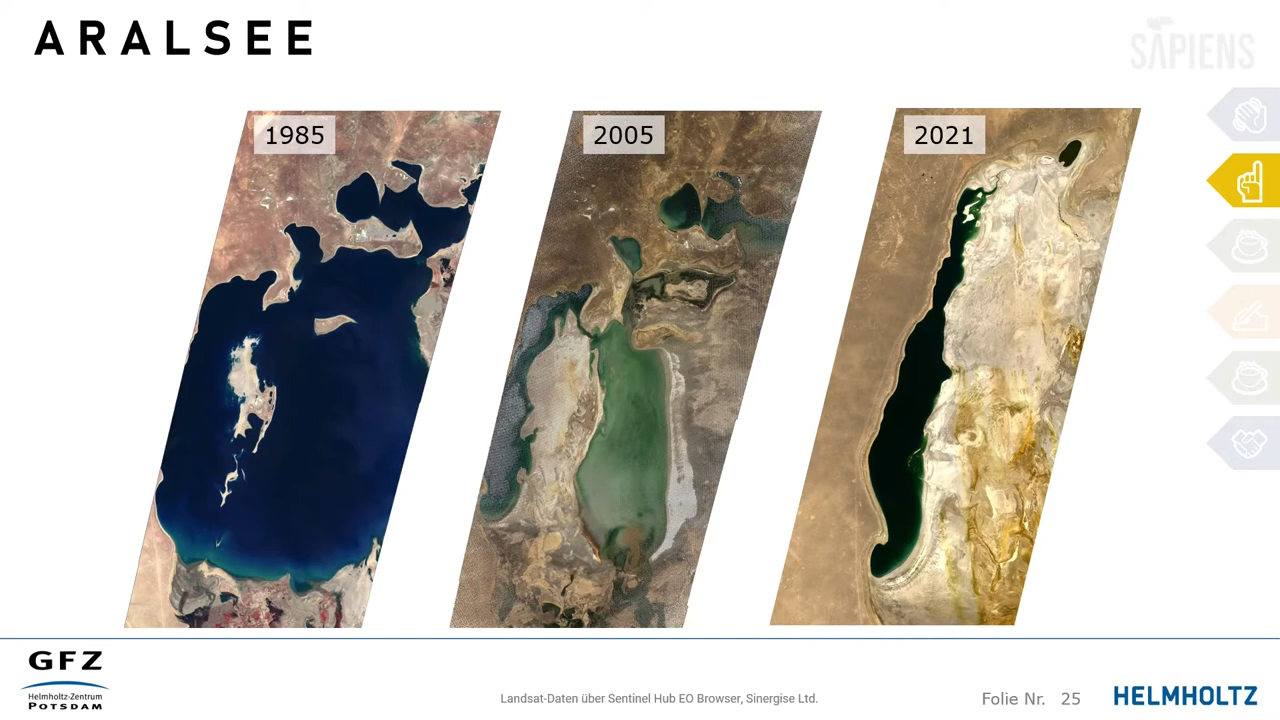 ARALSEE
SAPIENS
1985
2005
2021
GFZ
Helmholtz-Zentrum
POTSDAM
Landsat-Daten über Sentinel Hub EO Browser, Sinergise Ltd.
Folie Nr. 25
HELMHOLTZ